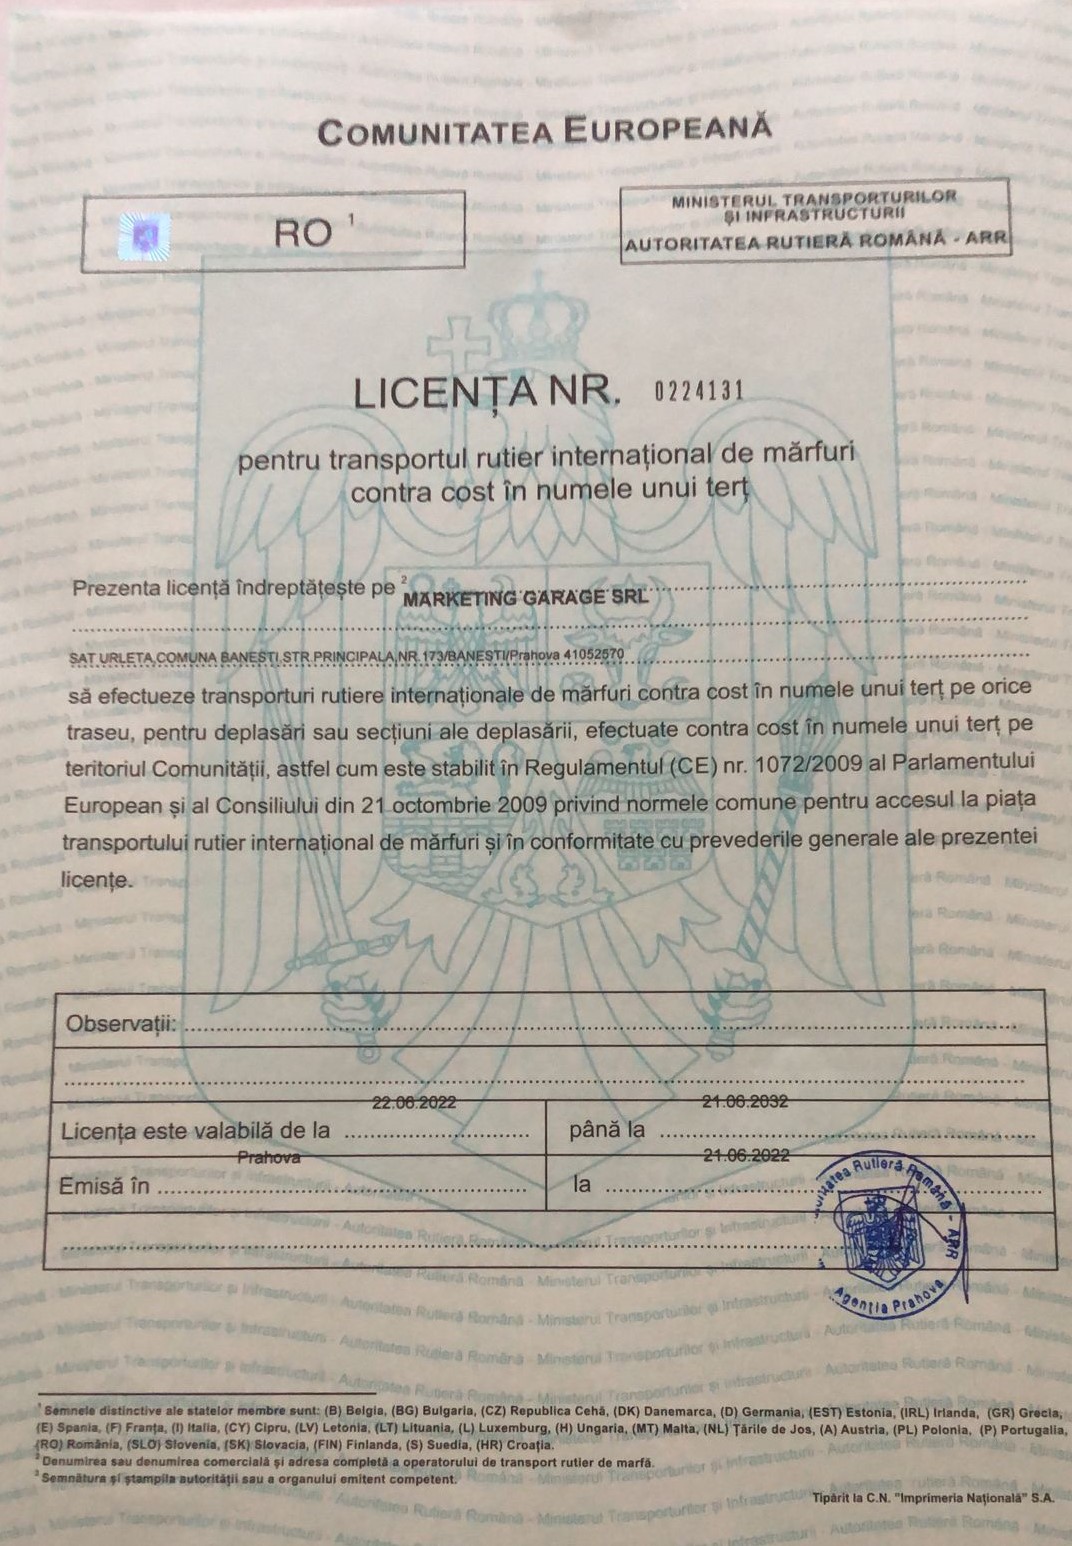 COMUNITATEA EUROPEANĂ
RO 1
MINISTERUL TRANSPORTURILOR
ȘI INFRASTRUCTURII
AUTORITATEA RUTIERĂ ROMÂNĂ - ARR
LICENȚA NR. 0224131
pentru transportul rutier internațional de mărfuri
contra cost în numele unui terț
Prezenta licență îndreptățește pe 2 MARKETING GARAGE SRL
SAT.URLETA,COMUNA BANESTI,STR.PRINCIPALA,NR.173/BANESTI/Prahova 41052570
să efectueze transporturi rutiere internaționale de mărfuri contra cost în numele unui terț pe orice
traseu, pentru deplasări sau secțiuni ale deplasării, efectuate contra cost în numele unui terț pe
teritoriul Comunității, astfel cum este stabilit în Regulamentul (CE) nr. 1072/2009 al Parlamentului
European și al Consiliului din 21 octombrie 2009 privind normele comune pentru accesul la piața
transportului rutier internațional de mărfuri și în conformitate cu prevederile generale ale prezentei
licențe.
Observații:
22.06.2022 21.06.2032
Licența este valabilă de la până la
Prahova 21.06.2022
Emisă în la
Rutieră Română - ARR
Agenția Prahova
1 Semnele distinctive ale statelor membre sunt: (B) Belgia, (BG) Bulgaria, (CZ) Republica Cehă, (DK) Danemarca, (D) Germania, (EST) Estonia, (IRL) Irlanda, (GR) Grecia,
(E) Spania, (F) Franța, (I) Italia, (CY) Cipru, (LV) Letonia, (LT) Lituania, (L) Luxemburg, (H) Ungaria, (MT) Malta, (NL) Țările de Jos, (A) Austria, (PL) Polonia, (P) Portugalia,
(RO) România, (SLO) Slovenia, (SK) Slovacia, (FIN) Finlanda, (S) Suedia, (HR) Croația.
2 Denumirea sau denumirea comercială și adresa completă a operatorului de transport rutier de marfă.
3 Semnătura și ștampila autorității sau a organului emitent competent.
Tipărit la C.N. "Imprimeria Națională" S.A.